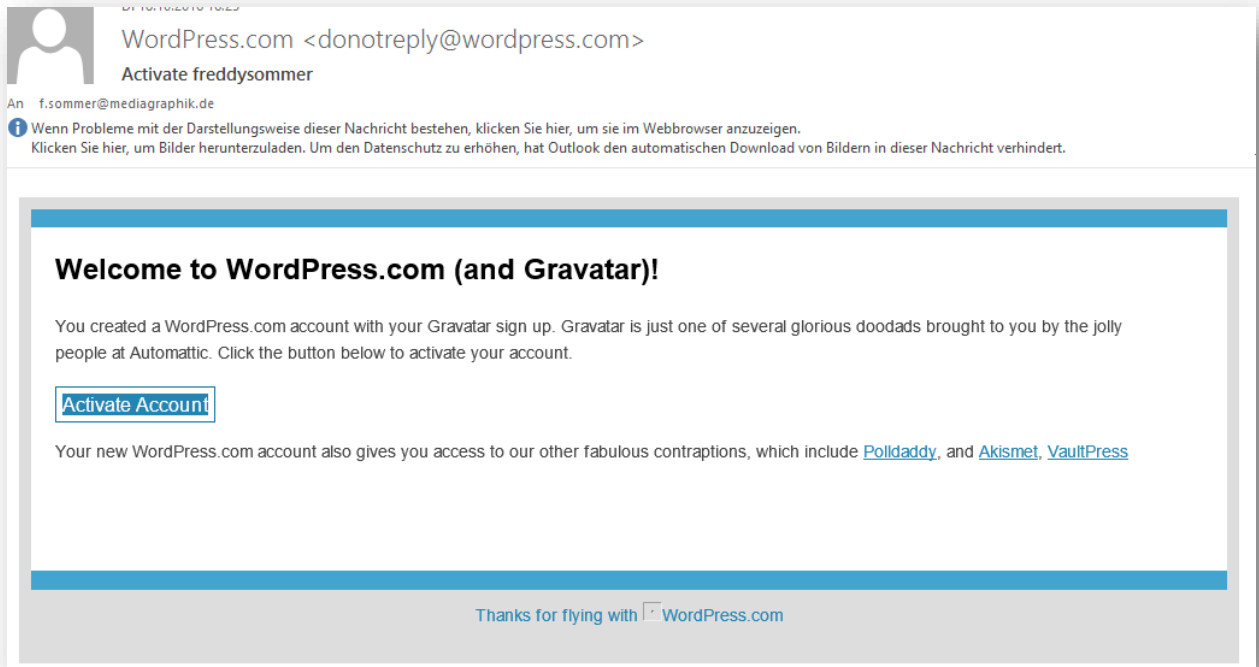 WordPress.com <donotreply@wordpress.com>
Activate freddysommer
An f.sommer@mediagraphik.de
Wenn Probleme mit der Darstellungsweise dieser Nachricht bestehen, klicken Sie hier, um sie im Webbrowser anzuzeigen.
Klicken Sie hier, um Bilder herunterzuladen. Um den Datenschutz zu erhöhen, hat Outlook den automatischen Download von Bildern in dieser Nachricht verhindert.
Welcome to WordPress.com (and Gravatar)!
You created a WordPress.com account with your Gravatar sign up. Gravatar is just one of several glorious doodads brought to you by the jolly
people at Automattic. Click the button below to activate your account.
Activate Account
Your new WordPress.com account also gives you access to our other fabulous contraptions, which include Polldaddy, and Akismet, VaultPress
Thanks for flying with WordPress.com